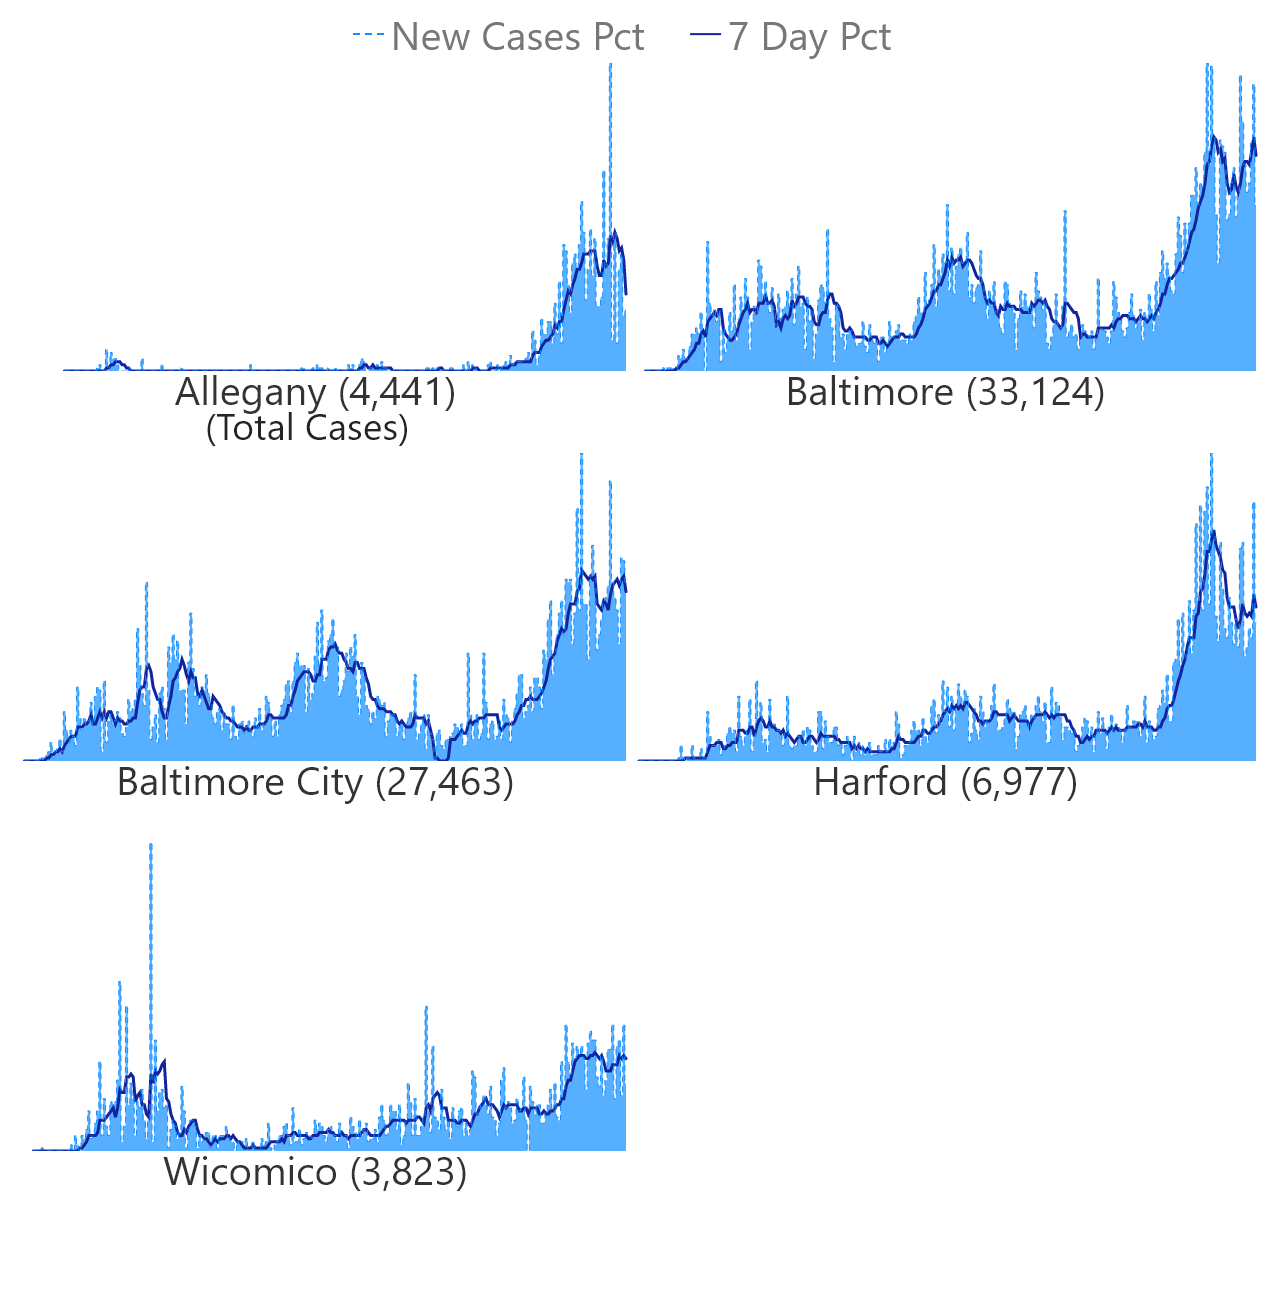 New Cases Pct 7 Day Pct
Allegany (4,441) Baltimore (33,124)
(Total Cases)
Baltimore City (27,463) Harford (6,977)
Wicomico (3,823)